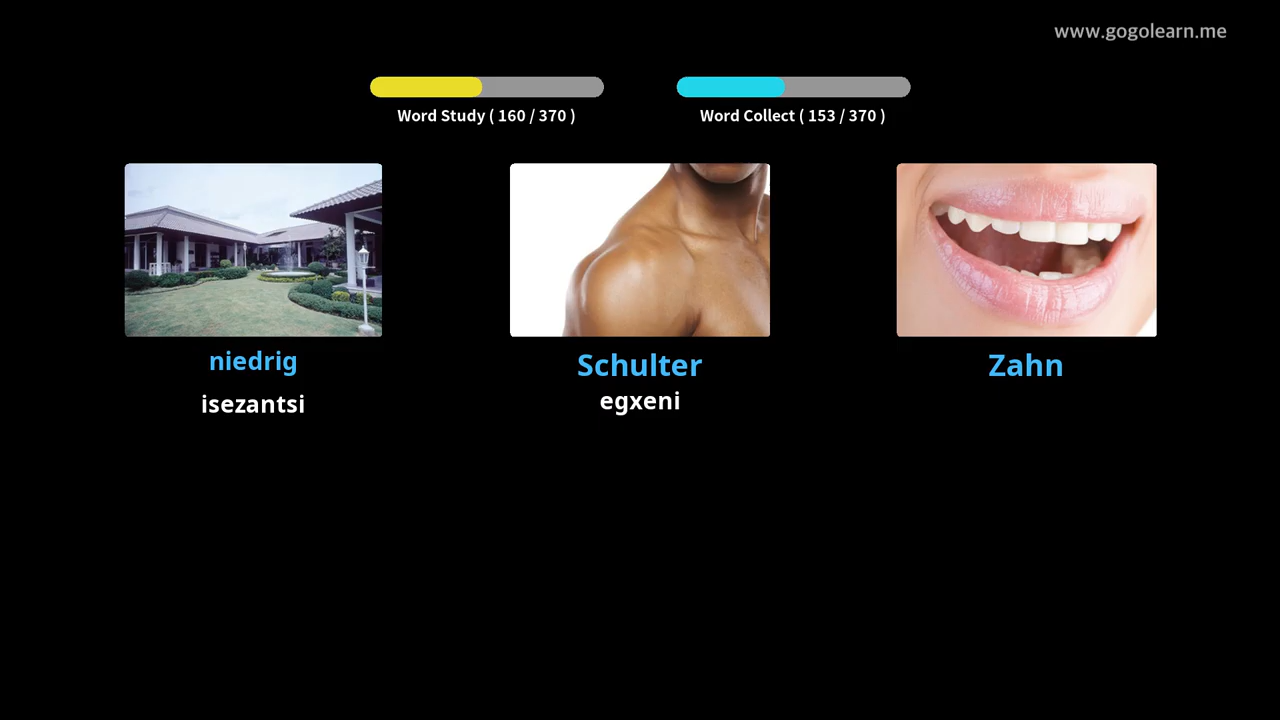 www.gogolearn.me
Word Study ( 160 / 370 )
Word Collect ( 153 / 370 )
niedrig
isezantsi
Schulter
egxeni
Zahn